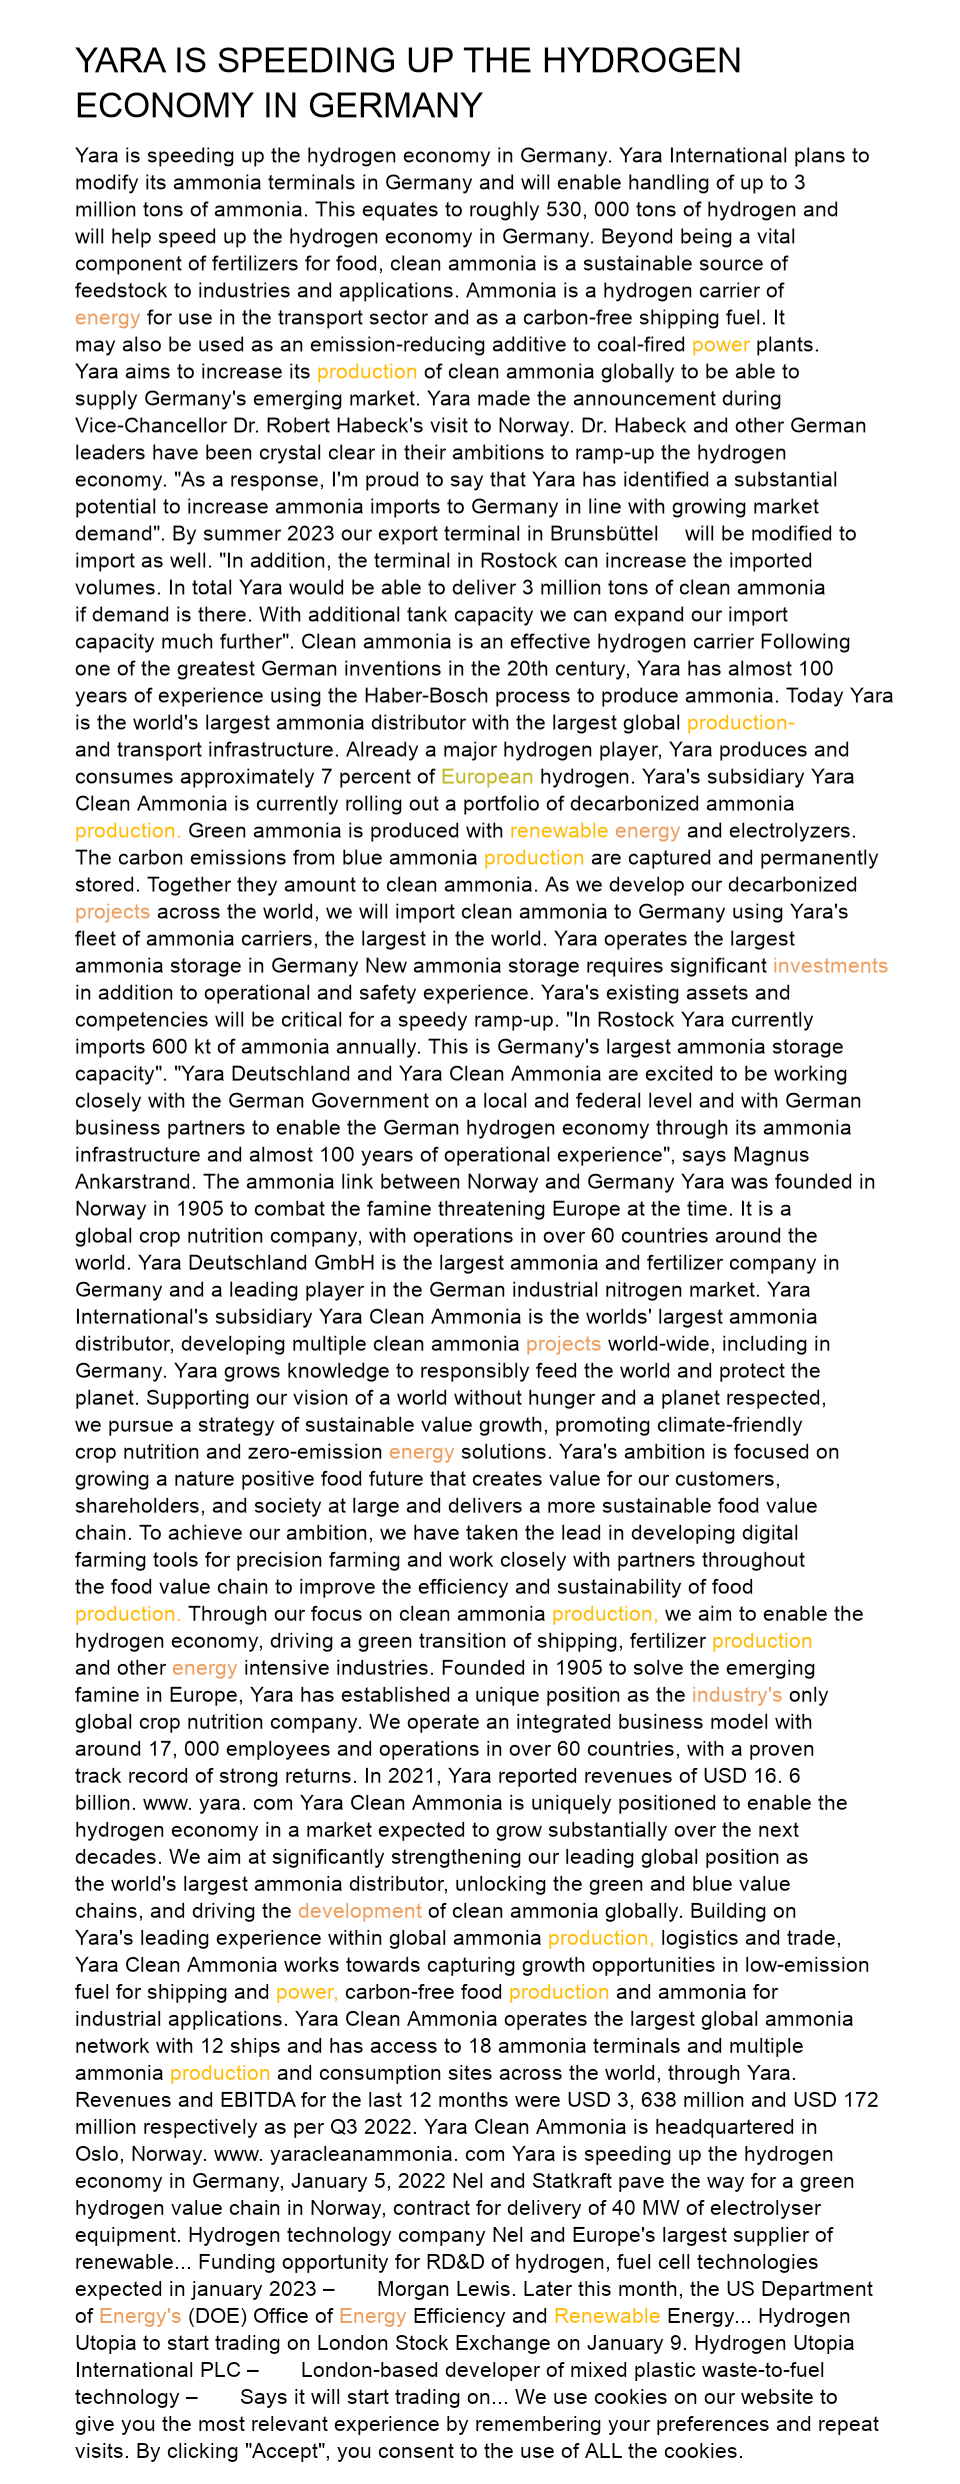 YARA IS SPEEDING UP THE HYDROGEN
ECONOMY IN GERMANY
Yara is speeding up the hydrogen economy in Germany. Yara International plans to
modify its ammonia terminals in Germany and will enable handling of up to 3
million tons of ammonia. This equates to roughly 530, 000 tons of hydrogen and
will help speed up the hydrogen economy in Germany. Beyond being a vital
component of fertilizers for food, clean ammonia is a sustainable source of
feedstock to industries and applications. Ammonia is a hydrogen carrier of
energy for use in the transport sector and as a carbon-free shipping fuel. It
may also be used as an emission-reducing additive to coal-fired power plants.
Yara aims to increase its production of clean ammonia globally to be able to
supply Germany's emerging market. Yara made the announcement during
Vice-Chancellor Dr. Robert Habeck's visit to Norway. Dr. Habeck and other German
leaders have been crystal clear in their ambitions to ramp-up the hydrogen
economy. "As a response, I'm proud to say that Yara has identified a substantial
potential to increase ammonia imports to Germany in line with growing market
demand". By summer 2023 our export terminal in Brunsbüttel will be modified to
import as well. "In addition, the terminal in Rostock can increase the imported
volumes. In total Yara would be able to deliver 3 million tons of clean ammonia
if demand is there. With additional tank capacity we can expand our import
capacity much further". Clean ammonia is an effective hydrogen carrier Following
one of the greatest German inventions in the 20th century, Yara has almost 100
years of experience using the Haber-Bosch process to produce ammonia. Today Yara
is the world's largest ammonia distributor with the largest global production-
and transport infrastructure. Already a major hydrogen player, Yara produces and
consumes approximately 7 percent of European hydrogen. Yara's subsidiary Yara
Clean Ammonia is currently rolling out a portfolio of decarbonized ammonia
production. Green ammonia is produced with renewable energy and electrolyzers.
The carbon emissions from blue ammonia production are captured and permanently
stored. Together they amount to clean ammonia. As we develop our decarbonized
projects across the world, we will import clean ammonia to Germany using Yara's
fleet of ammonia carriers, the largest in the world. Yara operates the largest
ammonia storage in Germany New ammonia storage requires significant investments
in addition to operational and safety experience. Yara's existing assets and
competencies will be critical for a speedy ramp-up. "In Rostock Yara currently
imports 600 kt of ammonia annually. This is Germany's largest ammonia storage
capacity". "Yara Deutschland and Yara Clean Ammonia are excited to be working
closely with the German Government on a local and federal level and with German
business partners to enable the German hydrogen economy through its ammonia
infrastructure and almost 100 years of operational experience", says Magnus
Ankarstrand. The ammonia link between Norway and Germany Yara was founded in
Norway in 1905 to combat the famine threatening Europe at the time. It is a
global crop nutrition company, with operations in over 60 countries around the
world. Yara Deutschland GmbH is the largest ammonia and fertilizer company in
Germany and a leading player in the German industrial nitrogen market. Yara
International's subsidiary Yara Clean Ammonia is the worlds' largest ammonia
distributor, developing multiple clean ammonia projects world-wide, including in
Germany. Yara grows knowledge to responsibly feed the world and protect the
planet. Supporting our vision of a world without hunger and a planet respected,
we pursue a strategy of sustainable value growth, promoting climate-friendly
crop nutrition and zero-emission energy solutions. Yara's ambition is focused on
growing a nature positive food future that creates value for our customers,
shareholders, and society at large and delivers a more sustainable food value
chain. To achieve our ambition, we have taken the lead in developing digital
farming tools for precision farming and work closely with partners throughout
the food value chain to improve the efficiency and sustainability of food
production. Through our focus on clean ammonia production, we aim to enable the
hydrogen economy, driving a green transition of shipping, fertilizer production
and other energy intensive industries. Founded in 1905 to solve the emerging
famine in Europe, Yara has established a unique position as the industry's only
global crop nutrition company. We operate an integrated business model with
around 17, 000 employees and operations in over 60 countries, with a proven
track record of strong returns. In 2021, Yara reported revenues of USD 16. 6
billion. www. yara. com Yara Clean Ammonia is uniquely positioned to enable the
hydrogen economy in a market expected to grow substantially over the next
decades. We aim at significantly strengthening our leading global position as
the world's largest ammonia distributor, unlocking the green and blue value
chains, and driving the development of clean ammonia globally. Building on
Yara's leading experience within global ammonia production, logistics and trade,
Yara Clean Ammonia works towards capturing growth opportunities in low-emission
fuel for shipping and power, carbon-free food production and ammonia for
industrial applications. Yara Clean Ammonia operates the largest global ammonia
network with 12 ships and has access to 18 ammonia terminals and multiple
ammonia production and consumption sites across the world, through Yara.
Revenues and EBITDA for the last 12 months were USD 3, 638 million and USD 172
million respectively as per Q3 2022. Yara Clean Ammonia is headquartered in
Oslo, Norway. www. yaracleanammonia. com Yara is speeding up the hydrogen
economy in Germany, January 5, 2022 Nel and Statkraft pave the way for a green
hydrogen value chain in Norway, contract for delivery of 40 MW of electrolyser
equipment. Hydrogen technology company Nel and Europe's largest supplier of
renewable... Funding opportunity for RD&D of hydrogen, fuel cell technologies
expected in january 2023 – Morgan Lewis. Later this month, the US Department
of Energy's (DOE) Office of Energy Efficiency and Renewable Energy... Hydrogen
Utopia to start trading on London Stock Exchange on January 9. Hydrogen Utopia
International PLC – London-based developer of mixed plastic waste-to-fuel
technology – Says it will start trading on... We use cookies on our website to
give you the most relevant experience by remembering your preferences and repeat
visits. By clicking "Accept", you consent to the use of ALL the cookies.